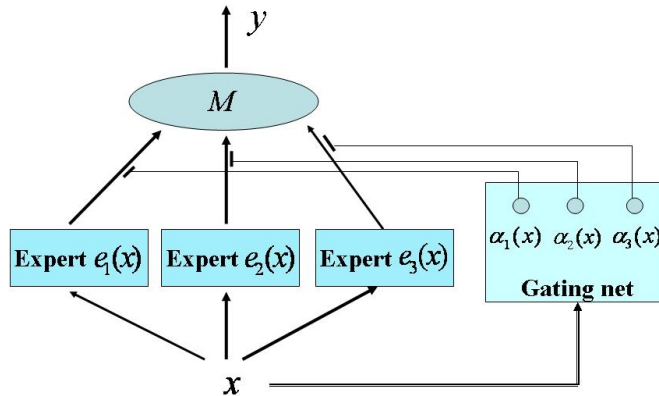 y
M
Expert e₁(x) Expert e₂(x) Expert e₃(x)
α₁(x) α₂(x) α₃(x)
Gating net
x